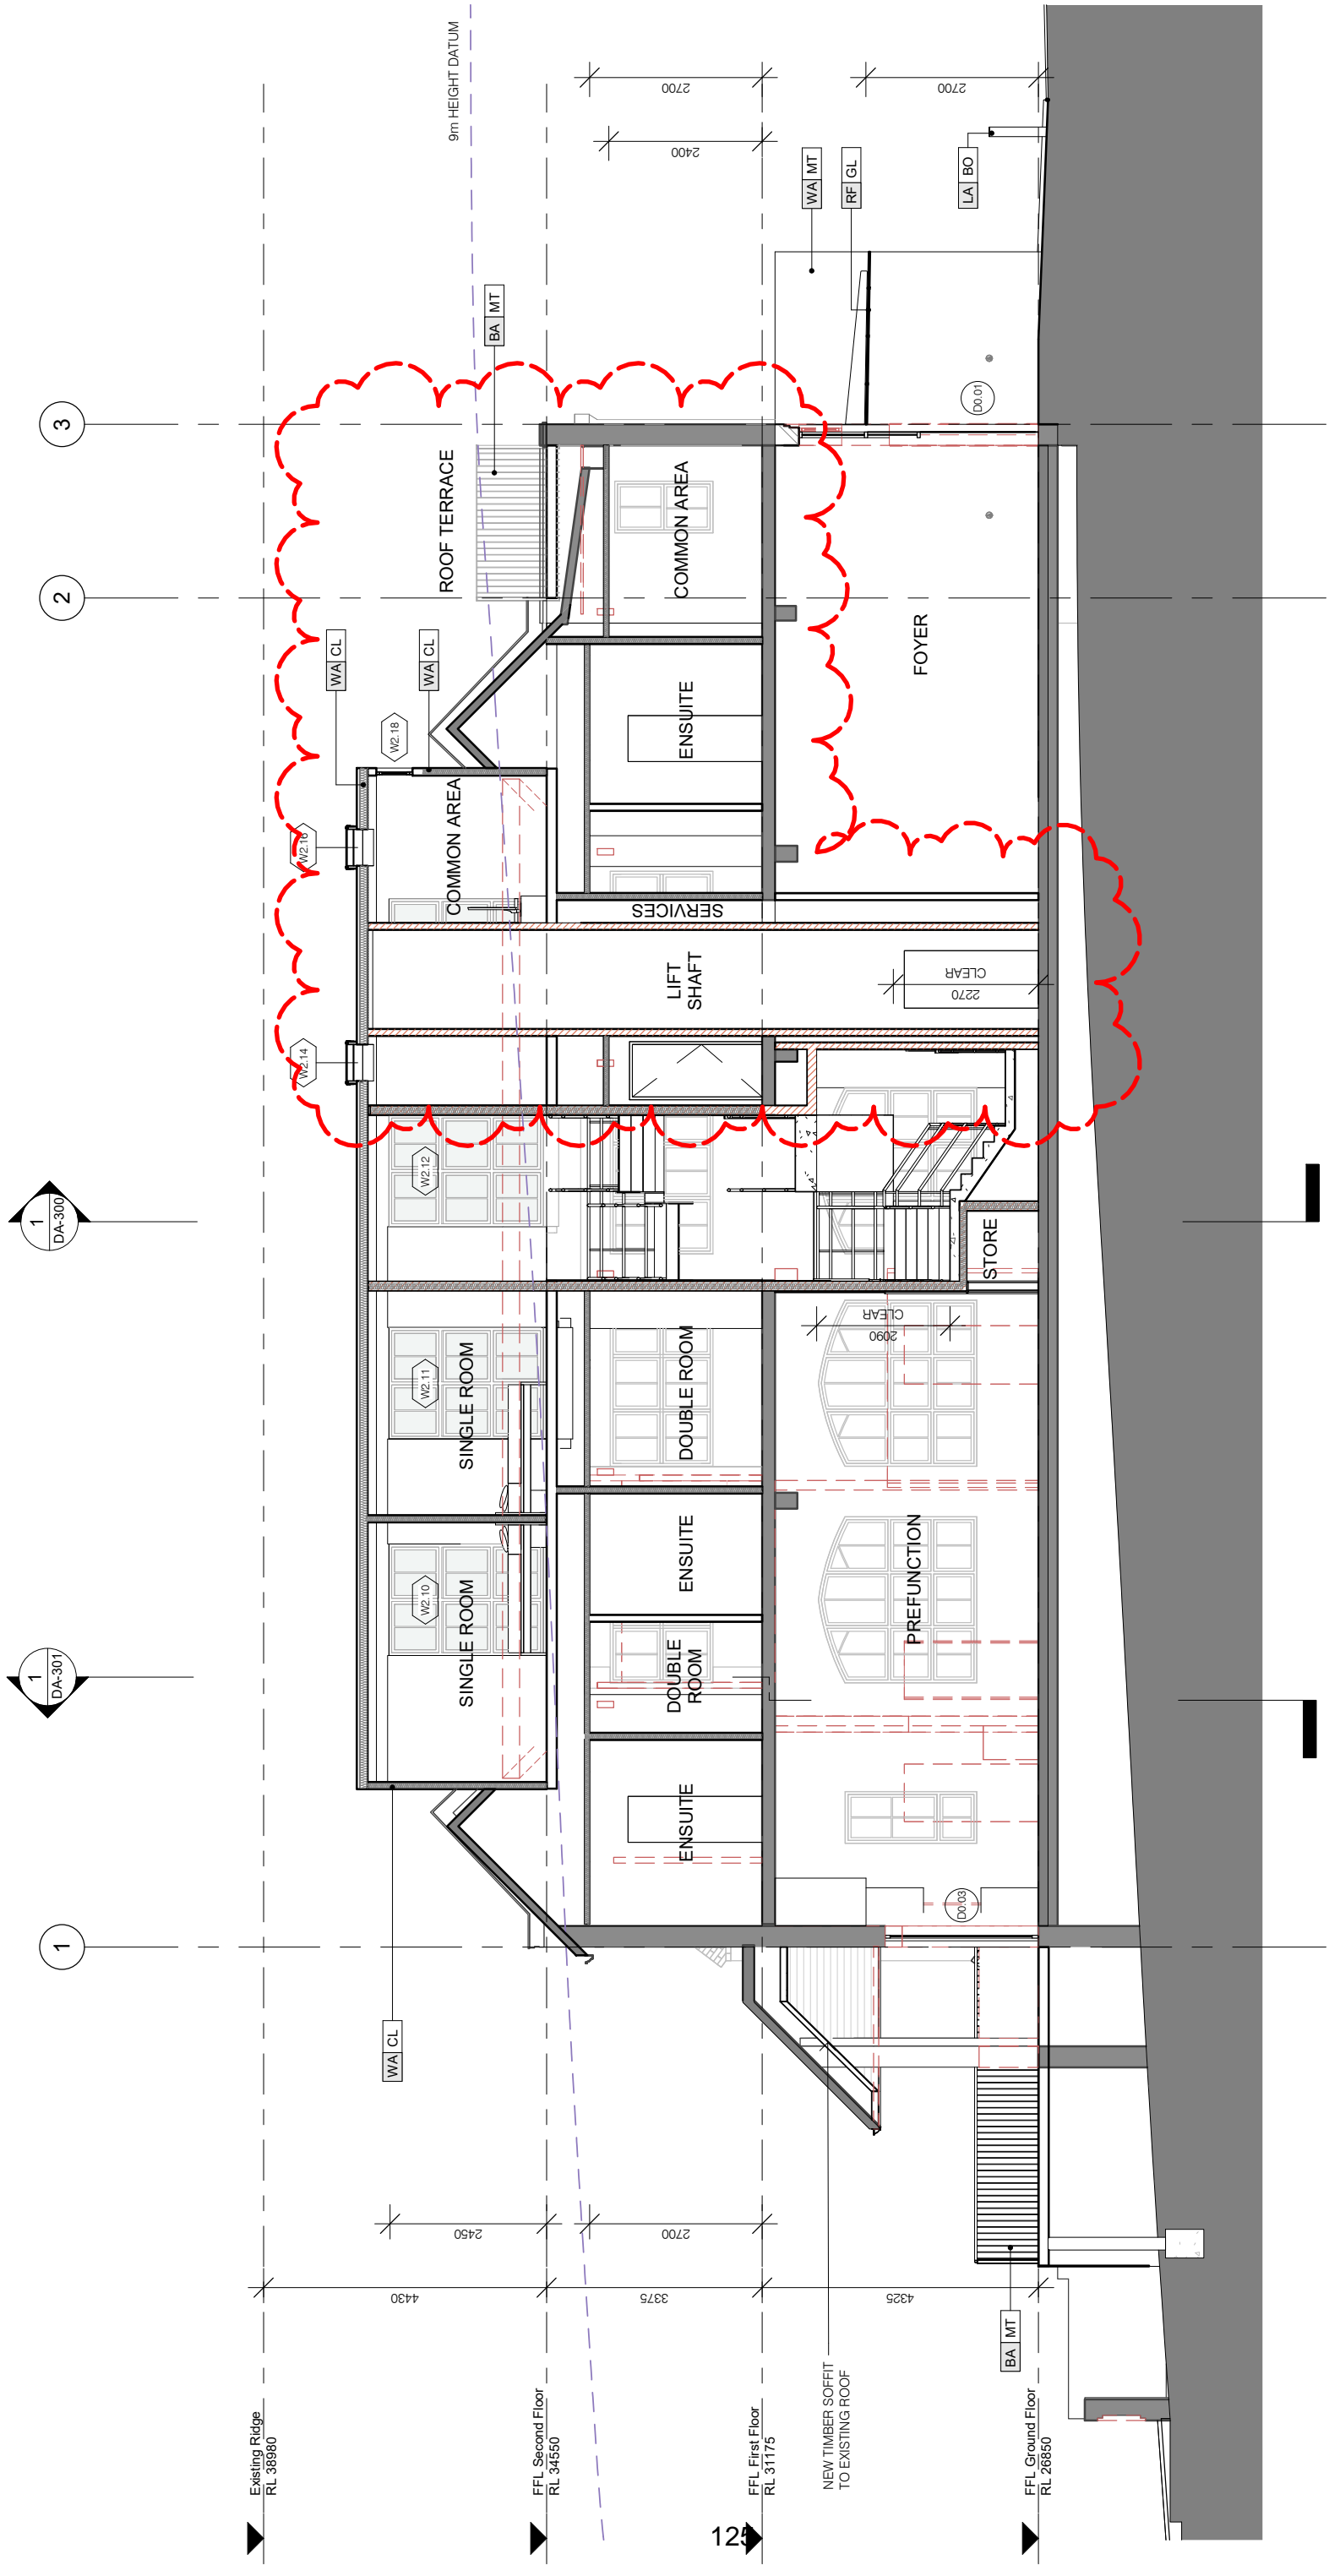 Existing Ridge
RL 38980
FFL Second Floor
RL 34550
FFL First Floor
RL 31175
FFL Ground Floor
RL 26850
4430
3375
4325
2450
2700
NEW TIMBER SOFFIT
TO EXISTING ROOF
BA MT
WA CL
1
1
DA-301
1
DA-300
2
3
SINGLE ROOM
W2.10
SINGLE ROOM
W2.11
W2.12
W2.14
W2.16
W2.18
WA CL
WA CL
COMMON AREA
ROOF TERRACE
BA MT
9m HEIGHT DATUM
ENSUITE
DOUBLE
ROOM
ENSUITE
DOUBLE ROOM
LIFT
SHAFT
SERVICES
ENSUITE
COMMON AREA
2400
2700
D0.03
PREFUNCTION
2090
CLEAR
STORE
2270
CLEAR
FOYER
D0.01
WA MT
RF GL
LA BO
2700
125